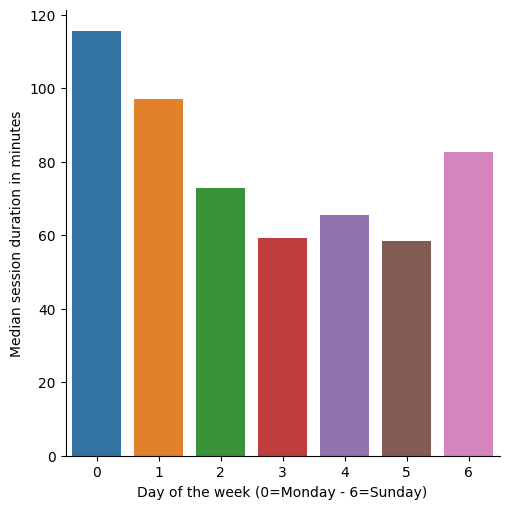 Median session duration in minutes
120
100
80
60
40
20
0
0 1 2 3 4 5 6
Day of the week (0=Monday - 6=Sunday)